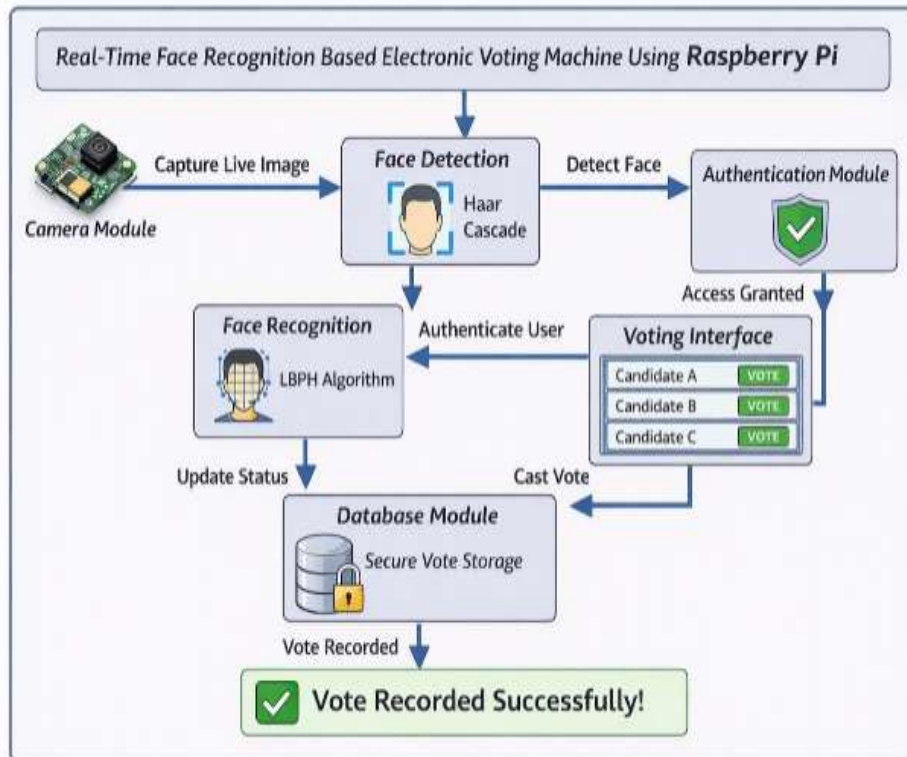 Real-Time Face Recognition Based Electronic Voting Machine Using Raspberry Pi
Capture Live Image
Camera Module
Face Detection
Haar
Cascade
Detect Face
Authentication Module
Access Granted
Face Recognition
LBPH Algorithm
Authenticate User
Voting Interface
Candidate A VOTE
Candidate B VOTE
Candidate C VOTE
Update Status
Cast Vote
Database Module
Secure Vote Storage
Vote Recorded
Vote Recorded Successfully!